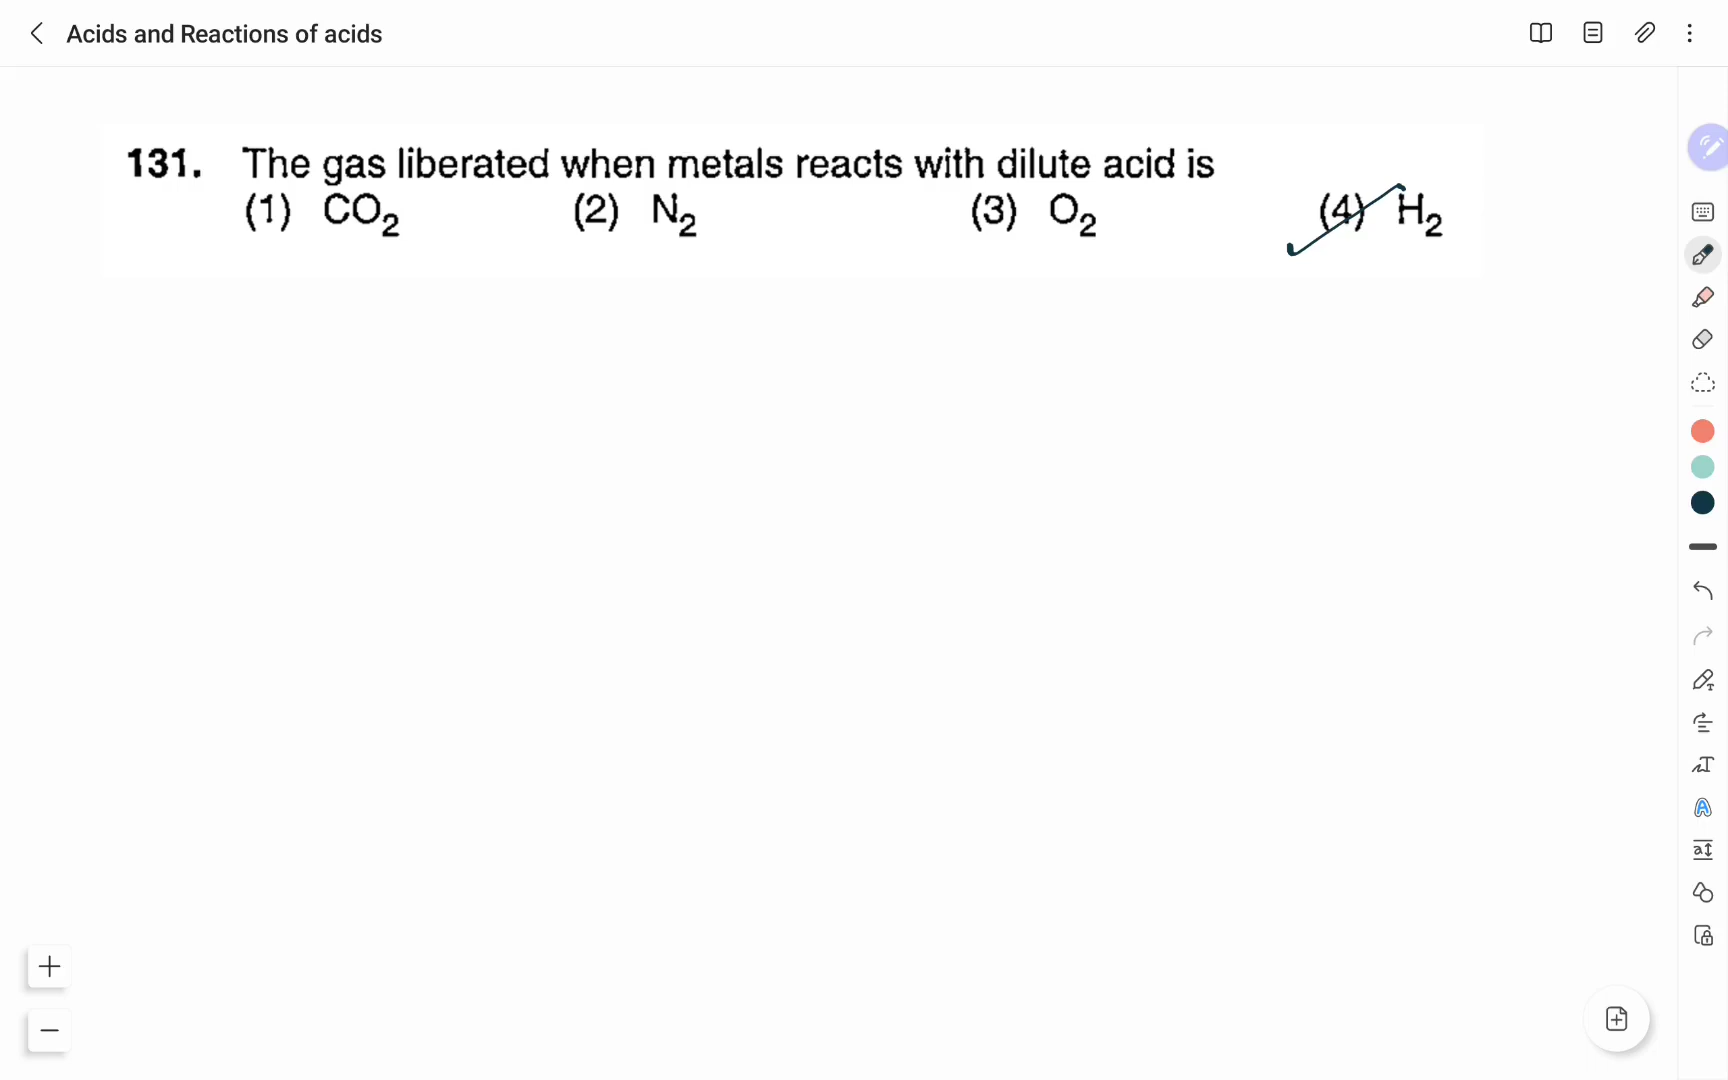 Acids and Reactions of acids
131. The gas liberated when metals reacts with dilute acid is
(1) CO₂ (2) N₂ (3) O₂ (4) H₂